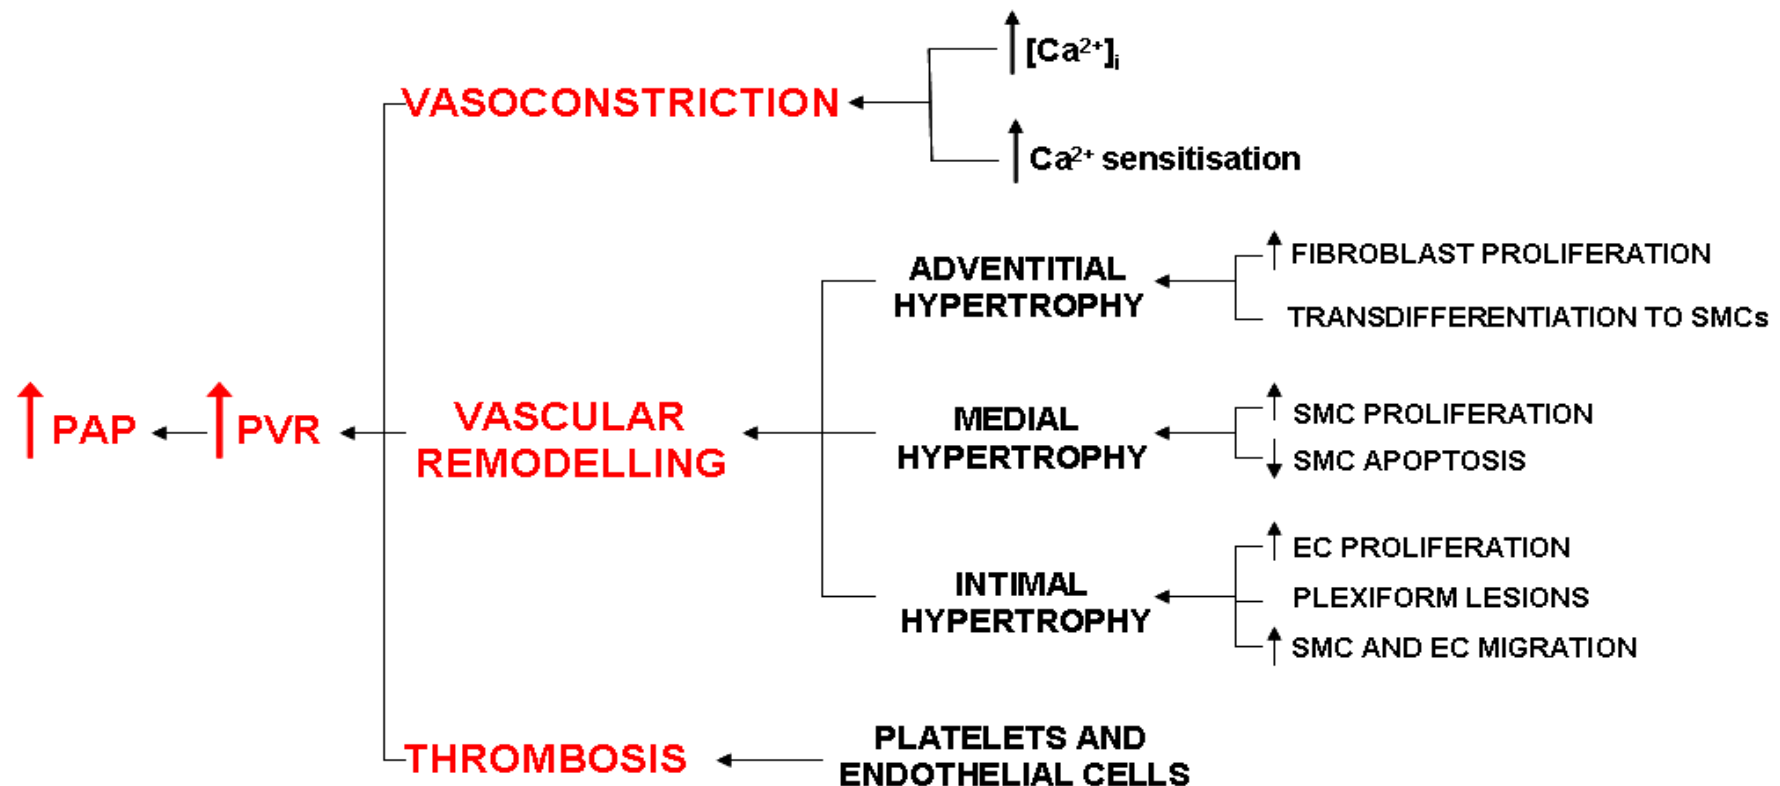 [Ca²⁺]ᵢ
VASOCONSTRICTION
Ca²⁺ sensitisation
ADVENTITIAL
HYPERTROPHY
FIBROBLAST PROLIFERATION
TRANSDIFFERENTIATION TO SMCs
PAP
PVR
VASCULAR
REMODELLING
MEDIAL
HYPERTROPHY
SMC PROLIFERATION
SMC APOPTOSIS
INTIMAL
HYPERTROPHY
EC PROLIFERATION
PLEXIFORM LESIONS
SMC AND EC MIGRATION
THROMBOSIS
PLATELETS AND
ENDOTHELIAL CELLS